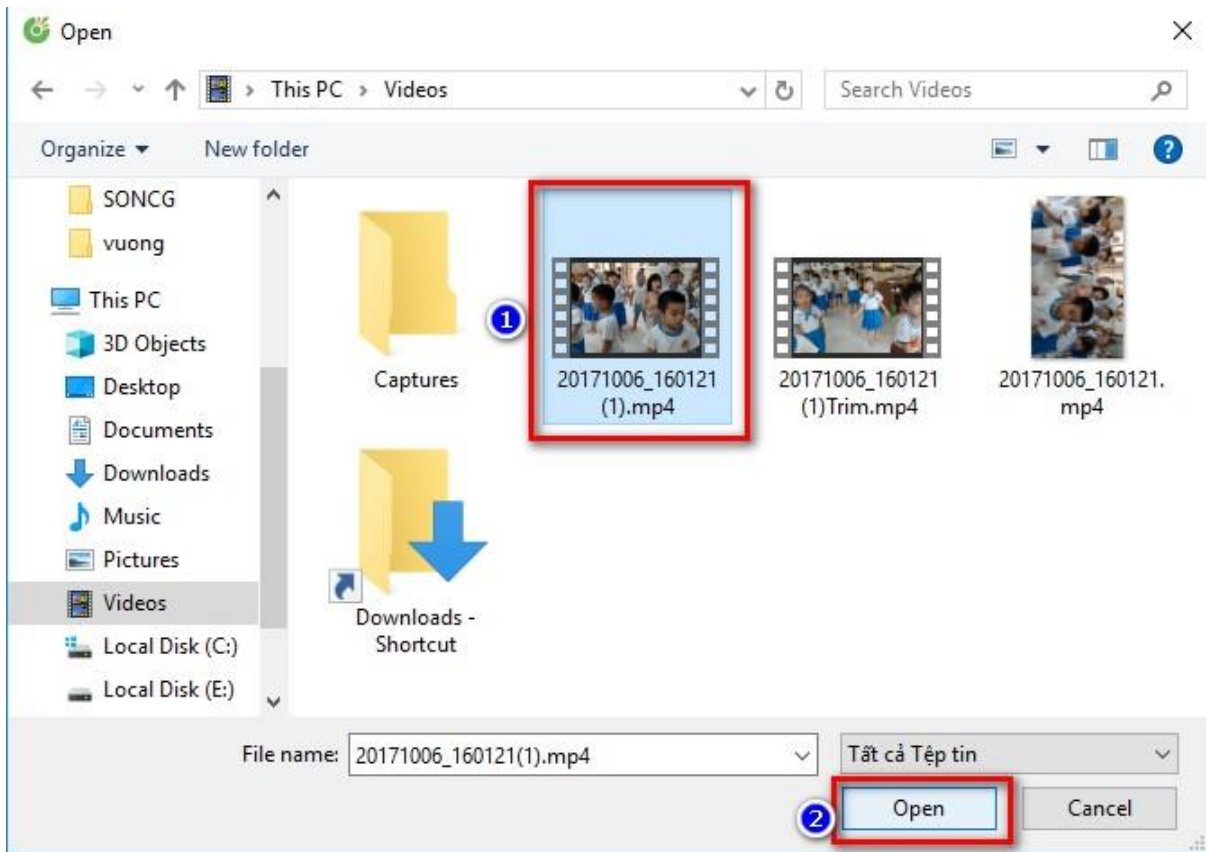 Open
This PC > Videos
Search Videos
Organize
New folder
SONCG
vuong
This PC
3D Objects
Desktop
Documents
Downloads
Music
Pictures
Videos
Local Disk (C:)
Local Disk (E:)
Captures
1
20171006_160121
(1).mp4
20171006_160121
(1)Trim.mp4
20171006_160121.
mp4
Downloads -
Shortcut
File name: 20171006_160121(1).mp4
Tất cả Tệp tin
2
Open
Cancel